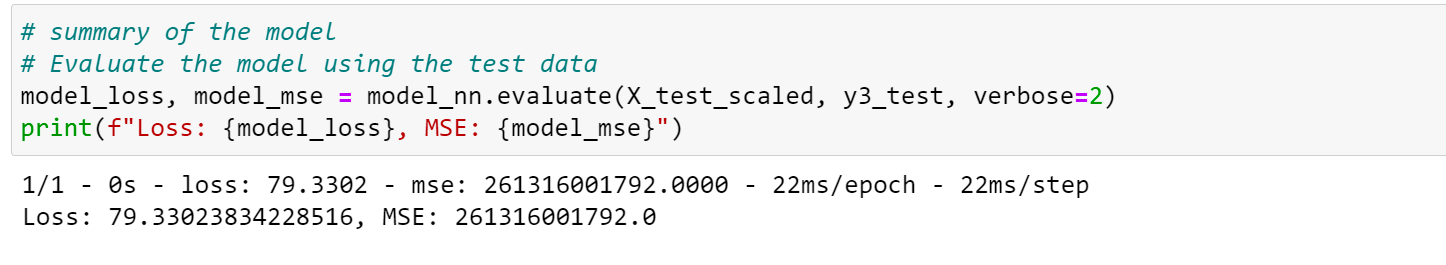 # summary of the model
# Evaluate the model using the test data
model_loss, model_mse = model_nn.evaluate(X_test_scaled, y3_test, verbose=2)
print(f"Loss: {model_loss}, MSE: {model_mse}")
1/1 - 0s - loss: 79.3302 - mse: 261316001792.0000 - 22ms/epoch - 22ms/step
Loss: 79.33023834228516, MSE: 261316001792.0